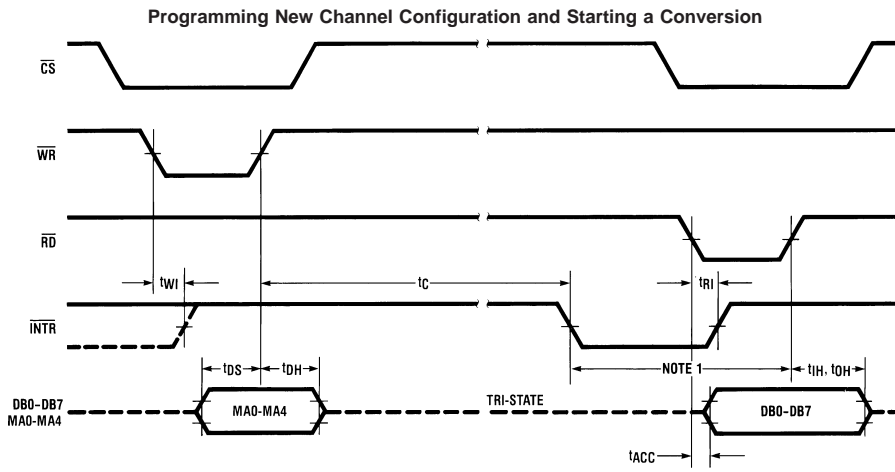 Programming New Channel Configuration and Starting a Conversion
CS
WR
RD
tWI
tC
tRI
INTR
tDS
tDH
NOTE 1
tIH, tOH
DB0-DB7
MA0-MA4
MA0-MA4
TRI-STATE
DB0-DB7
tACC